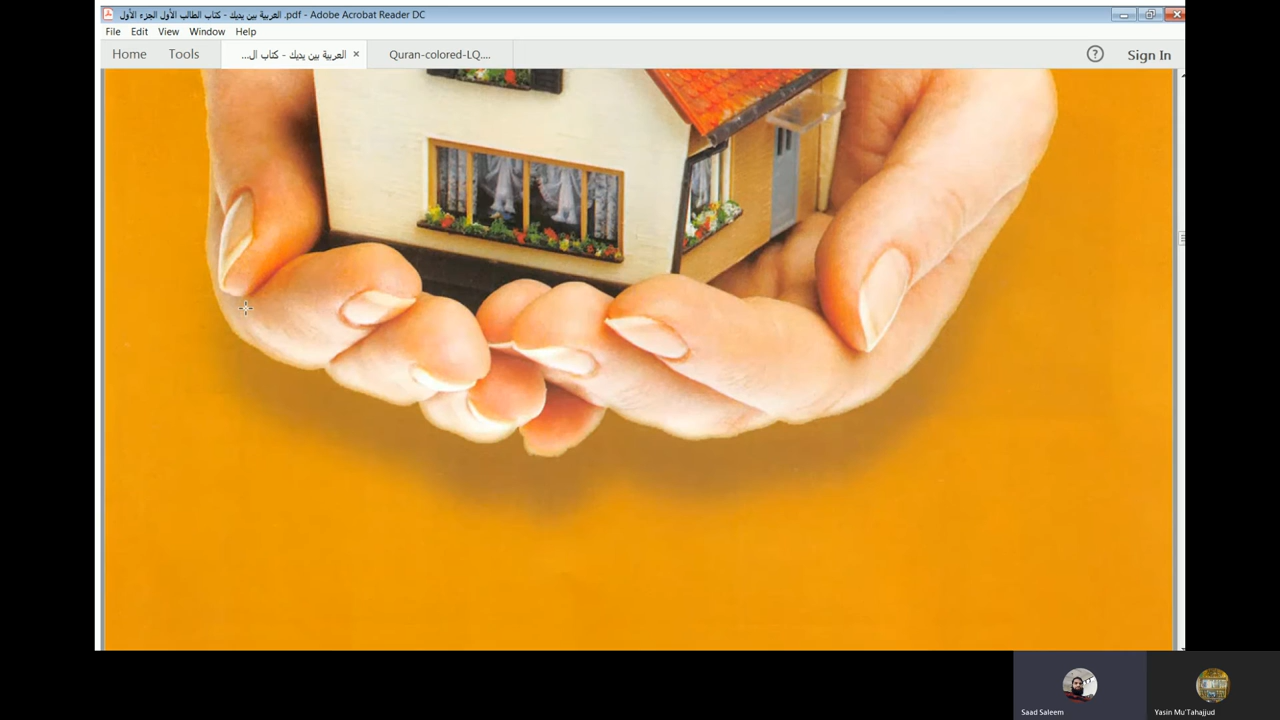 العربية بين يديك - كتاب الطالب الأول الجزء الأول .pdf - Adobe Acrobat Reader DC
File Edit View Window Help
Home Tools العربية بين يديك - كتاب ال... × Quran-colored-LQ.... ? Sign In
Saad Saleem Yasin Mu'Tahajjud